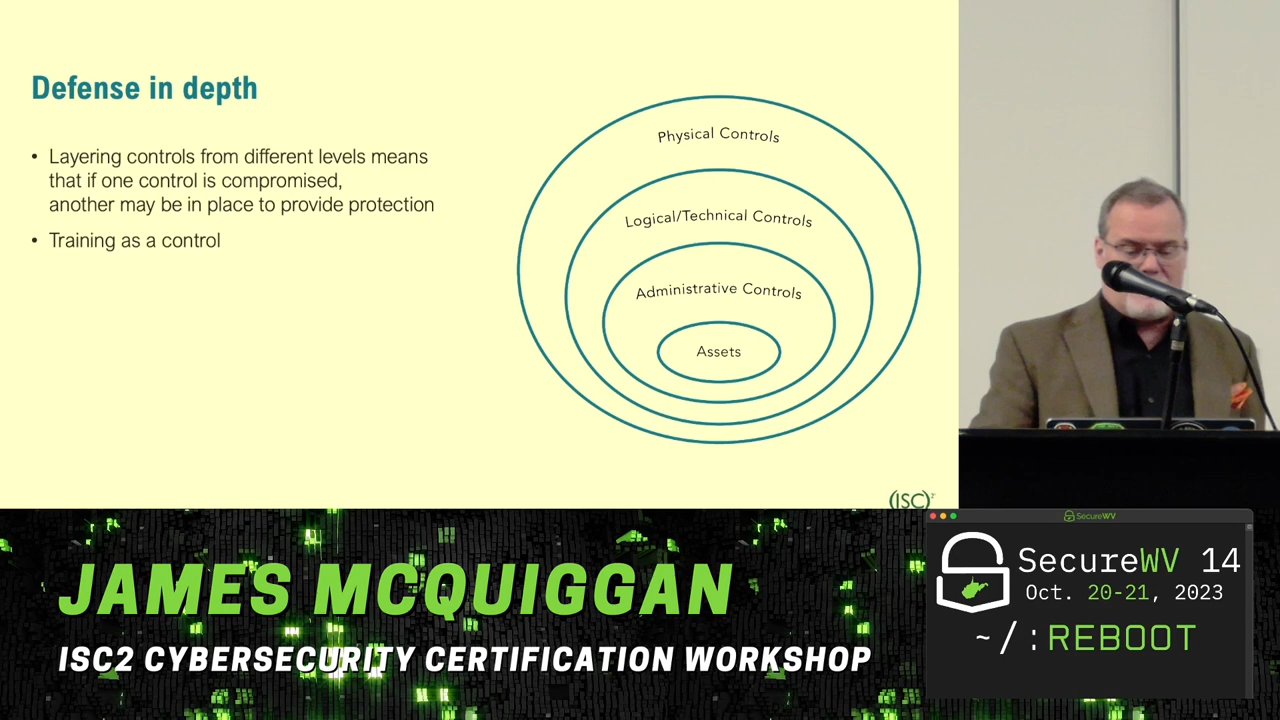 Defense in depth
• Layering controls from different levels means
that if one control is compromised,
another may be in place to provide protection
• Training as a control
Physical Controls
Logical/Technical Controls
Administrative Controls
Assets
(ISC)²
JAMES MCQUIGGAN
ISC2 CYBERSECURITY CERTIFICATION WORKSHOP
SecureWV
SecureWV 14
Oct. 20-21, 2023
~/:REBOOT